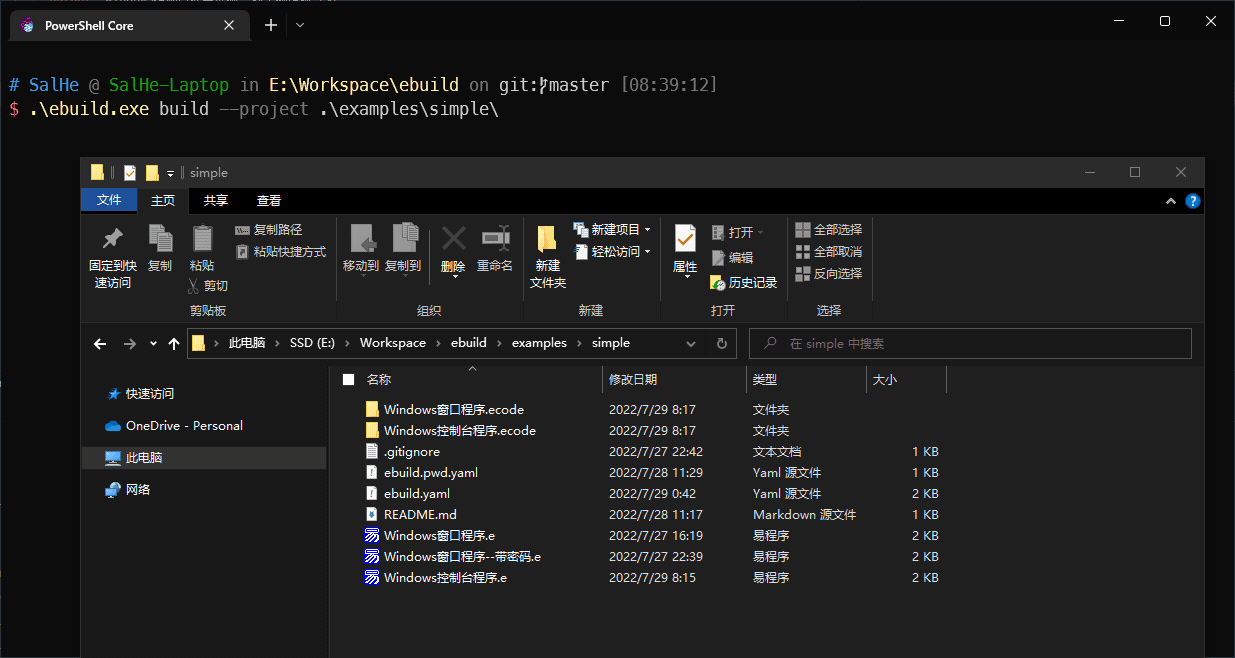 PowerShell Core
# SalHe @ SalHe-Laptop in E:\Workspace\ebuild on git:master [08:39:12]
$ .\ebuild.exe build --project .\examples\simple\
simple
文件 主页 共享 查看
固定到快速访问
复制
粘贴
复制路径
粘贴快捷方式
剪切
剪贴板
移动到 复制到 删除 重命名
组织
新建文件夹
新建项目
轻松访问
新建
属性
打开
编辑
历史记录
打开
全部选择
全部取消
反向选择
选择
此电脑 › SSD (E:) › Workspace › ebuild › examples › simple
在 simple 中搜索
快速访问
OneDrive - Personal
此电脑
网络
名称 修改日期 类型 大小
Windows窗口程序.ecode 2022/7/29 8:17 文件夹
Windows控制台程序.ecode 2022/7/29 8:17 文件夹
.gitignore 2022/7/27 22:42 文本文档 1 KB
ebuild.pwd.yaml 2022/7/28 11:29 Yaml 源文件 1 KB
ebuild.yaml 2022/7/29 0:42 Yaml 源文件 2 KB
README.md 2022/7/28 11:17 Markdown 源文件 1 KB
Windows窗口程序.e 2022/7/27 16:19 易程序 2 KB
Windows窗口程序--带密码.e 2022/7/27 22:39 易程序 2 KB
Windows控制台程序.e 2022/7/29 8:15 易程序 2 KB